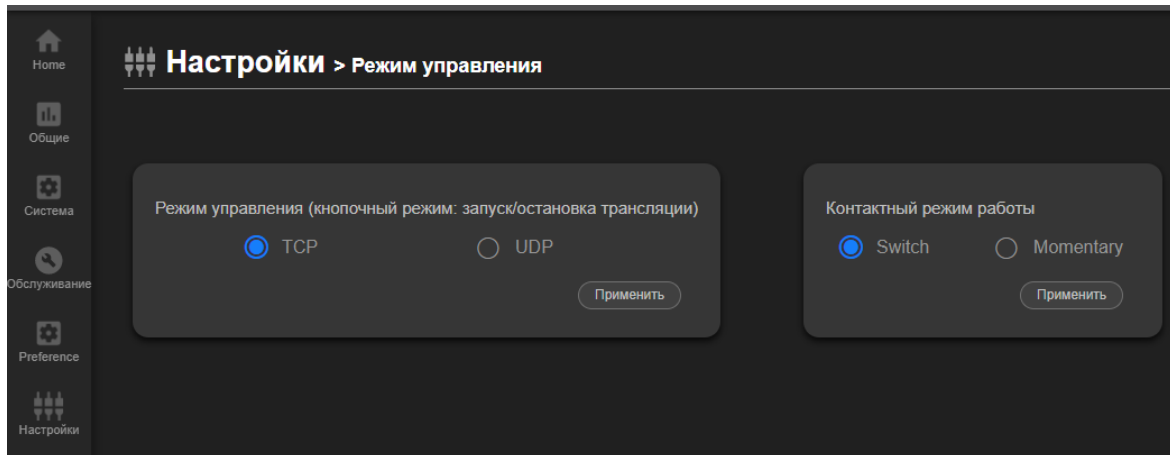 Home
Общие
Система
Обслуживание
Preference
Настройки
Настройки > Режим управления
Режим управления (кнопочный режим: запуск/остановка трансляции)
TCP UDP
Применить
Контактный режим работы
Switch Momentary
Применить